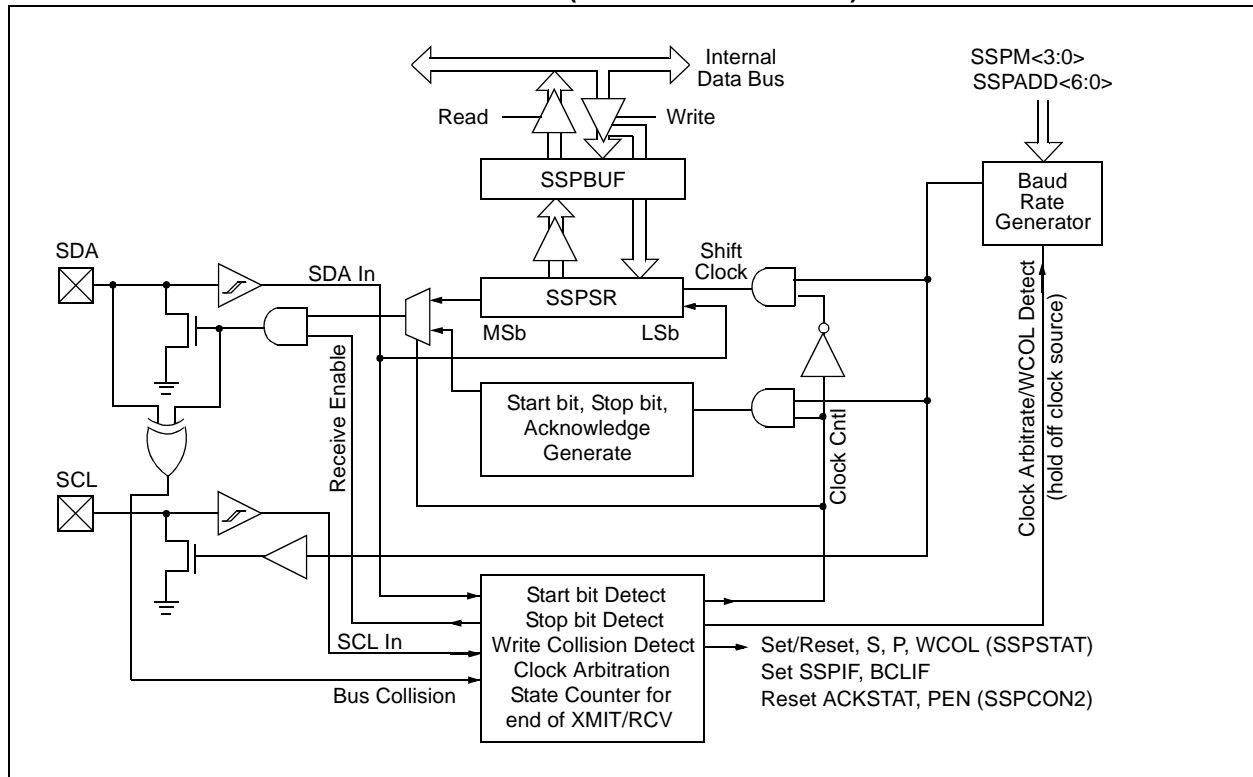 Internal
Data Bus
SSPM<3:0>
SSPADD<6:0>
Read
Write
SSPBUF
Baud
Rate
Generator
SDA
SDA In
Shift
Clock
SSPSR
MSb
LSb
Receive Enable
Start bit, Stop bit,
Acknowledge
Generate
Clock Cntl
Clock Arbitrate/WCOL Detect
(hold off clock source)
SCL
SCL In
Bus Collision
Start bit Detect
Stop bit Detect
Write Collision Detect
Clock Arbitration
State Counter for
end of XMIT/RCV
Set/Reset, S, P, WCOL (SSPSTAT)
Set SSPIF, BCLIF
Reset ACKSTAT, PEN (SSPCON2)